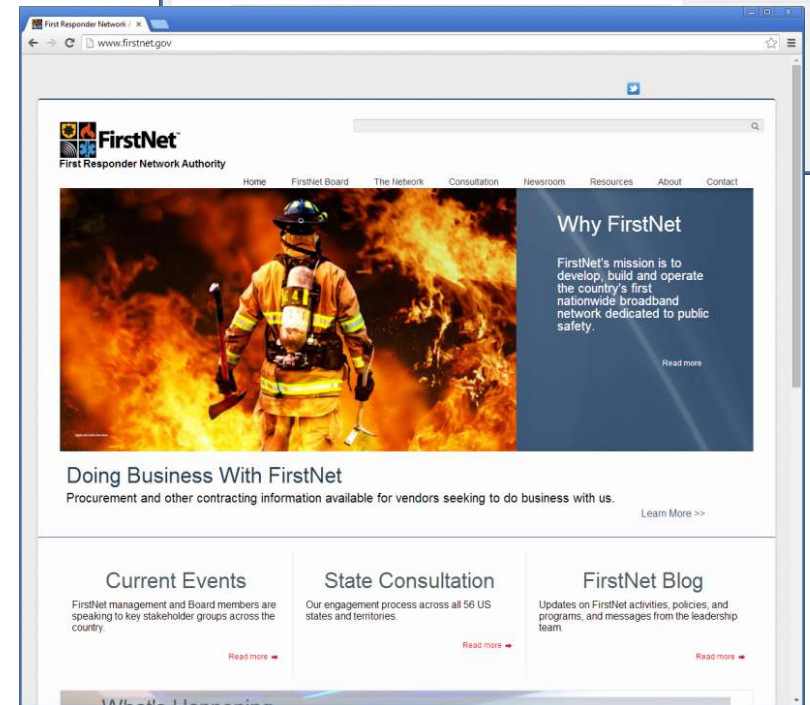 First Responder Network /
www.firstnet.gov
FirstNet
First Responder Network Authority
Home FirstNet Board The Network Consultation Newsroom Resources About Contact
Why FirstNet
FirstNet's mission is to
develop, build and operate
the country's first
nationwide broadband
network dedicated to public
safety.
Read more
Doing Business With FirstNet
Procurement and other contracting information available for vendors seeking to do business with us.
Learn More >>
Current Events
FirstNet management and Board members are
speaking to key stakeholder groups across the
country.
Read more
State Consultation
Our engagement process across all 56 US
states and territories.
Read more
FirstNet Blog
Updates on FirstNet activities, policies, and
programs, and messages from the leadership
team.
Read more
What's Happening